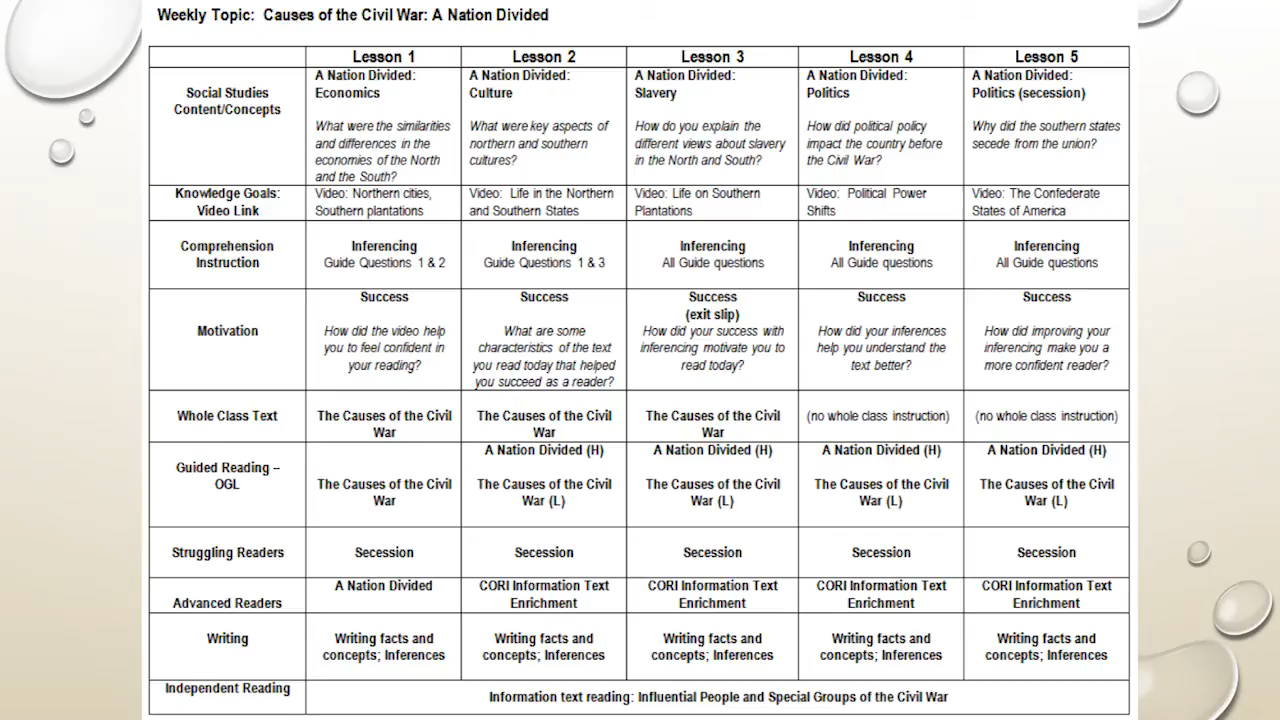 Weekly Topic: Causes of the Civil War: A Nation Divided
Lesson 1
Lesson 2
Lesson 3
Lesson 4
Lesson 5
Social Studies
Content/Concepts
A Nation Divided:
Economics
What were the similarities
and differences in the
economies of the North
and the South?
A Nation Divided:
Culture
What were key aspects of
northern and southern
cultures?
A Nation Divided:
Slavery
How do you explain the
different views about slavery
in the North and South?
A Nation Divided:
Politics
How did political policy
impact the country before
the Civil War?
A Nation Divided:
Politics (secession)
Why did the southern states
secede from the union?
Knowledge Goals:
Video Link
Video: Northern cities,
Southern plantations
Video: Life in the Northern
and Southern States
Video: Life on Southern
Plantations
Video: Political Power
Shifts
Video: The Confederate
States of America
Comprehension
Instruction
Inferencing
Guide Questions 1 & 2
Inferencing
Guide Questions 1 & 3
Inferencing
All Guide questions
Inferencing
All Guide questions
Inferencing
All Guide questions
Motivation
Success
How did the video help
you to feel confident in
your reading?
Success
What are some
characteristics of the text
you read today that helped
you succeed as a reader?
Success
(exit slip)
How did your success with
inferencing motivate you to
read today?
Success
How did your inferences
help you understand the
text better?
Success
How did improving your
inferencing make you a
more confident reader?
Whole Class Text
The Causes of the Civil
War
The Causes of the Civil
War
The Causes of the Civil
War
(no whole class instruction)
(no whole class instruction)
Guided Reading –
OGL
The Causes of the Civil
War
A Nation Divided (H)
The Causes of the Civil
War (L)
A Nation Divided (H)
The Causes of the Civil
War (L)
A Nation Divided (H)
The Causes of the Civil
War (L)
A Nation Divided (H)
The Causes of the Civil
War (L)
Struggling Readers
Secession
Secession
Secession
Secession
Secession
Advanced Readers
A Nation Divided
CORI Information Text
Enrichment
CORI Information Text
Enrichment
CORI Information Text
Enrichment
CORI Information Text
Enrichment
Writing
Writing facts and
concepts; Inferences
Writing facts and
concepts; Inferences
Writing facts and
concepts; Inferences
Writing facts and
concepts; Inferences
Writing facts and
concepts; Inferences
Independent Reading
Information text reading: Influential People and Special Groups of the Civil War